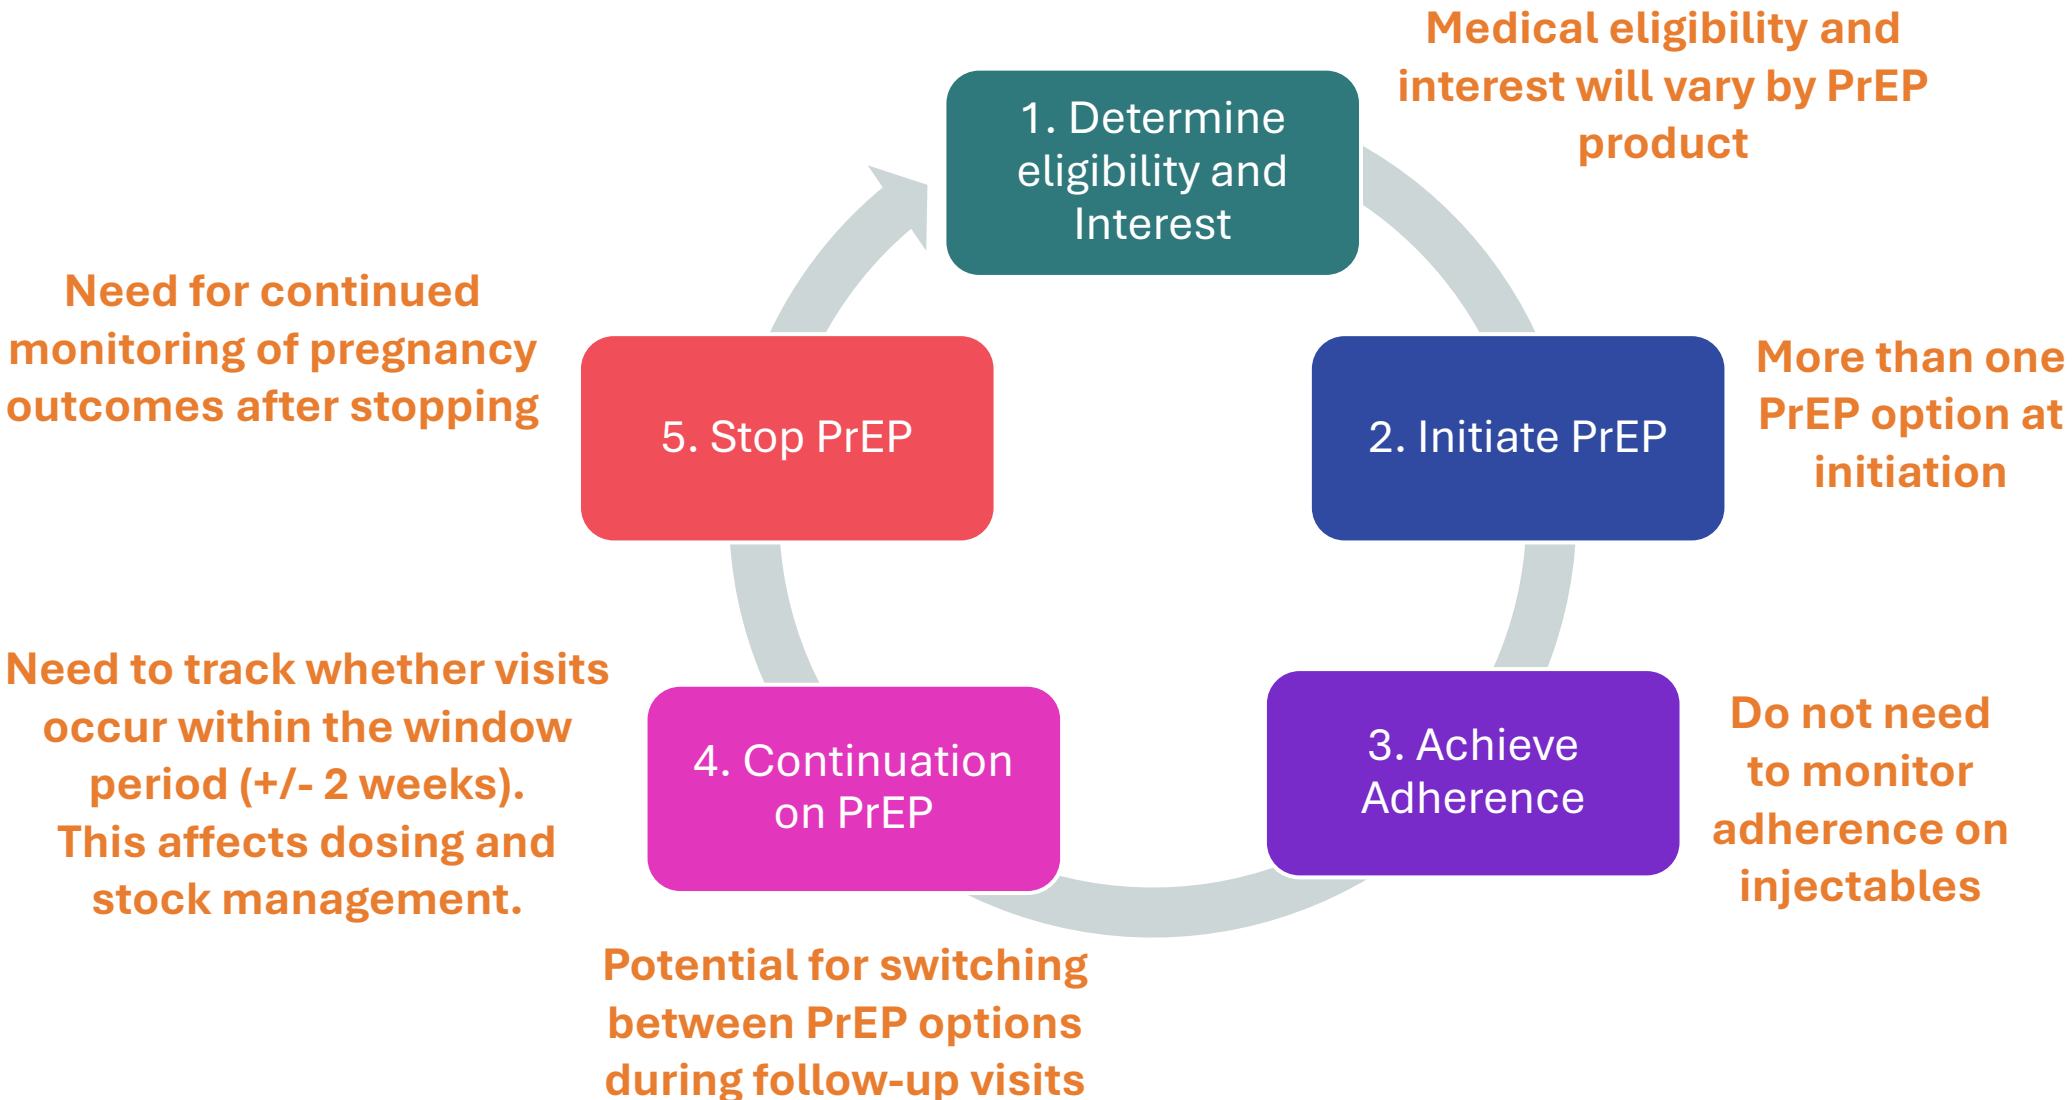 Medical eligibility and
interest will vary by PrEP
product
1. Determine
eligibility and
Interest
More than one
PrEP option at
initiation
2. Initiate PrEP
Do not need
to monitor
adherence on
injectables
3. Achieve
Adherence
Potential for switching
between PrEP options
during follow-up visits
4. Continuation
on PrEP
Need to track whether visits
occur within the window
period (+/- 2 weeks).
This affects dosing and
stock management.
5. Stop PrEP
Need for continued
monitoring of pregnancy
outcomes after stopping